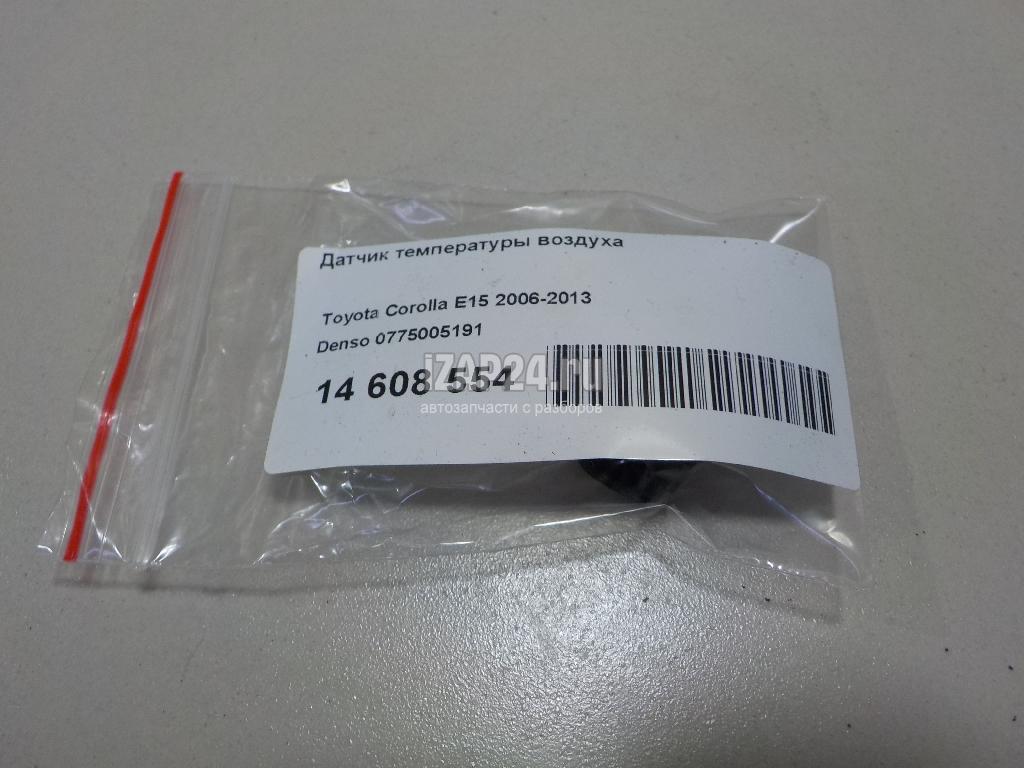 Датчик температуры воздуха
Toyota Corolla E15 2006-2013
Denso 0775005191
14 608 554
iZAP24.ru
автозапчасти с разборов